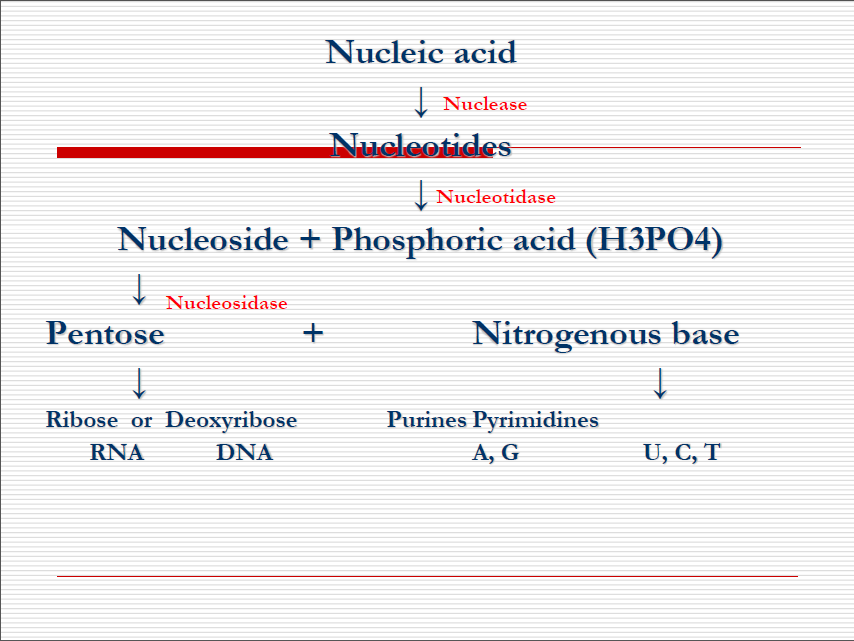 Nucleic acid
↓ Nuclease
Nucleotides
↓ Nucleotidase
Nucleoside + Phosphoric acid (H3PO4)
↓ Nucleosidase
Pentose + Nitrogenous base
↓ ↓
Ribose or Deoxyribose Purines Pyrimidines
RNA DNA A, G U, C, T